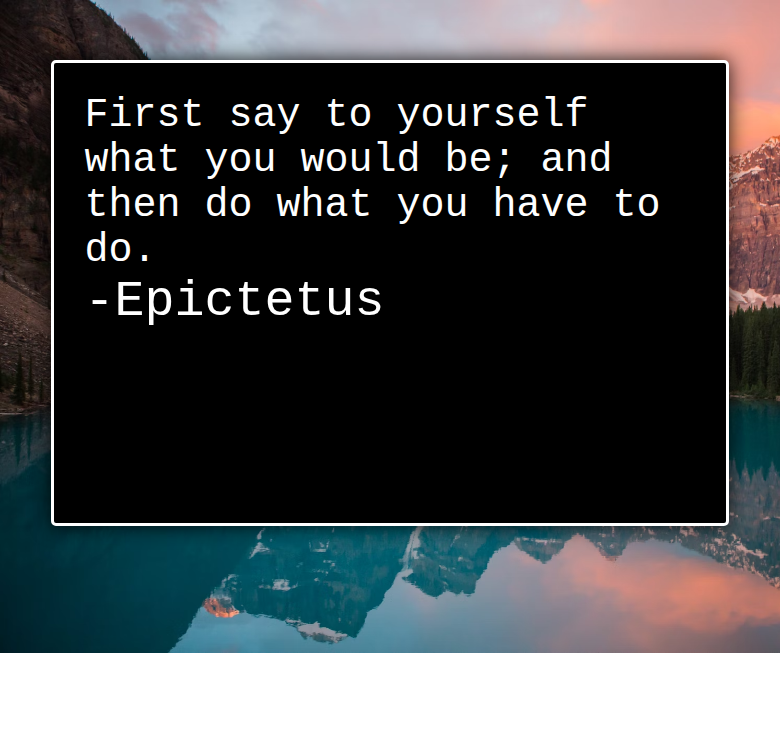 First say to yourself
what you would be; and
then do what you have to
do.
-Epictetus